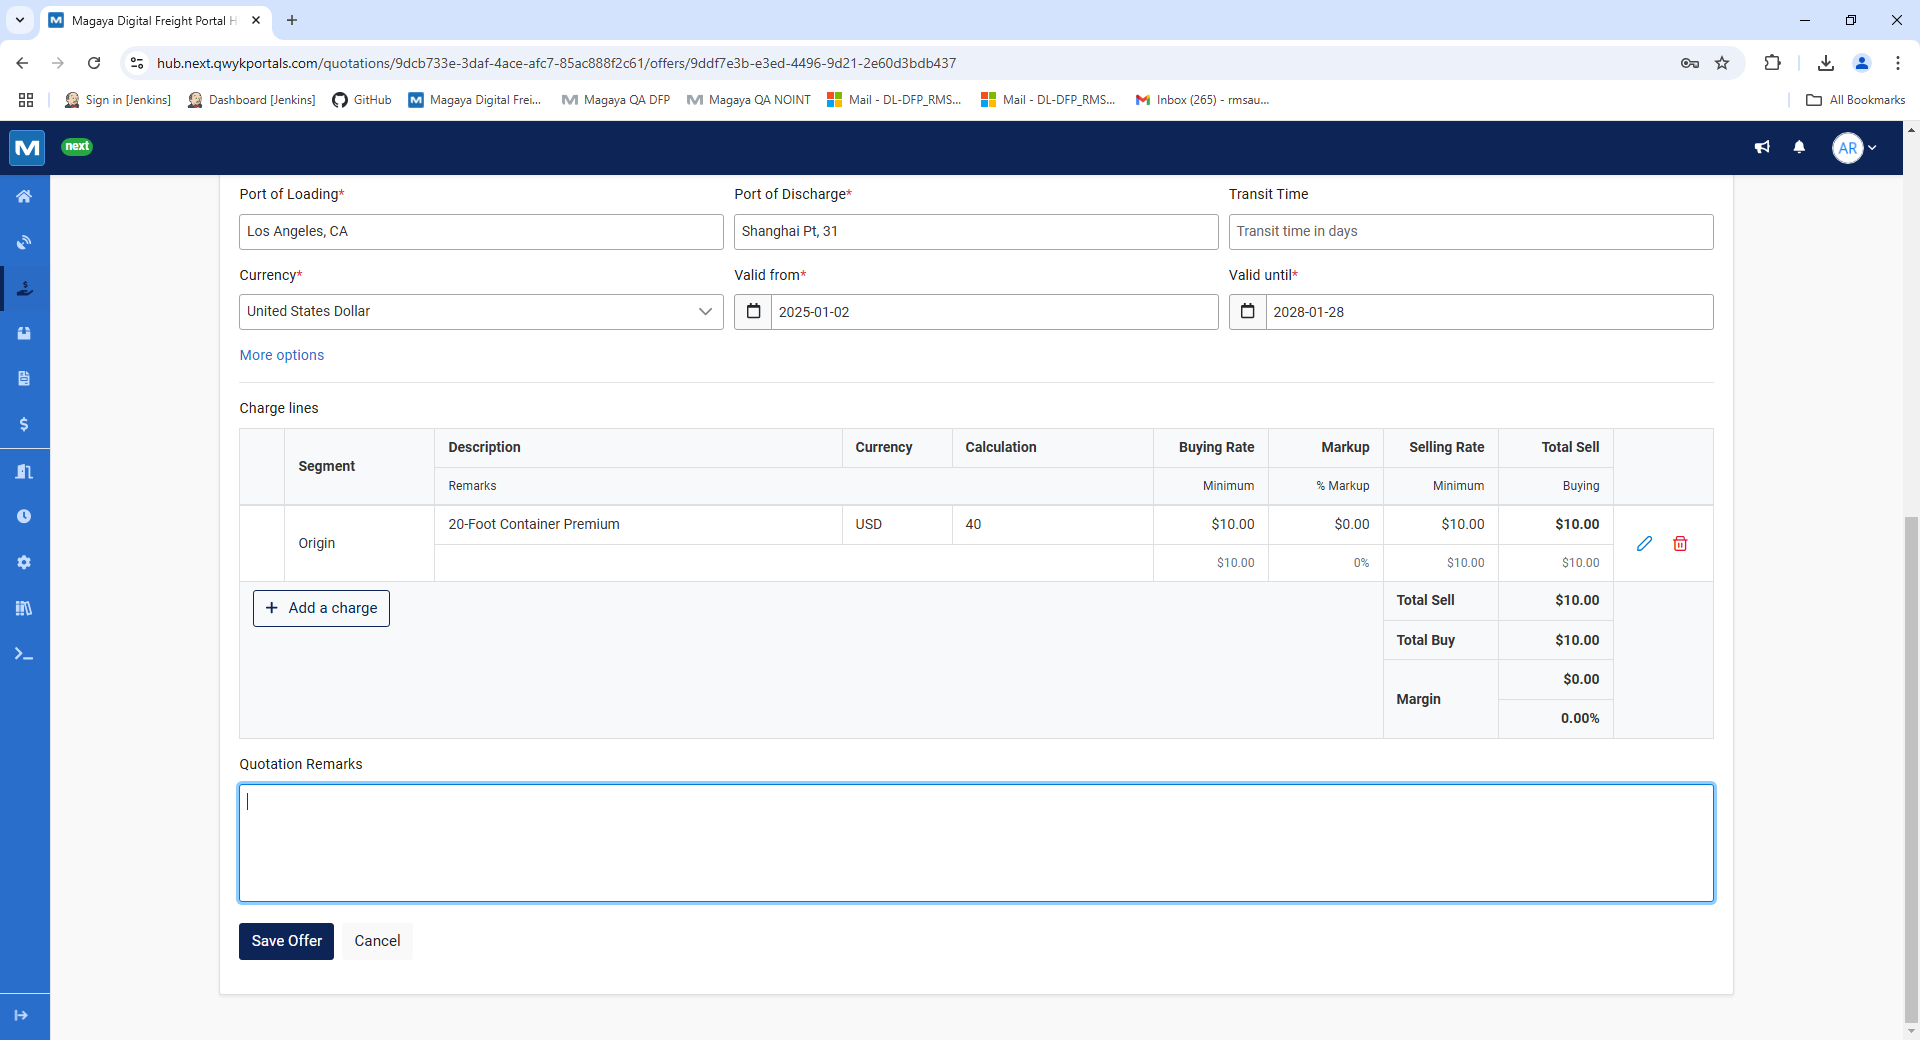 Magaya Digital Freight Portal H
hub.next.qwykportals.com/quotations/9dcb733e-3daf-4ace-afc7-85ac888f2c61/offers/9ddf7e3b-e3ed-4496-9d21-2e60d3bdb437
Sign in [Jenkins] Dashboard [Jenkins] GitHub Magaya Digital Frei... Magaya QA DFP Magaya QA NOINT Mail - DL-DFP_RMS... Mail - DL-DFP_RMS... Inbox (265) - rmsau... All Bookmarks
next AR
Port of Loading* Port of Discharge* Transit Time
Los Angeles, CA Shanghai Pt, 31 Transit time in days
Currency* Valid from* Valid until*
United States Dollar 2025-01-02 2028-01-28
More options
Charge lines
Segment Description Currency Calculation Buying Rate Markup Selling Rate Total Sell
Remarks Minimum % Markup Minimum Buying
Origin 20-Foot Container Premium USD 40 $10.00 $0.00 $10.00 $10.00
$10.00 0% $10.00 $10.00
+ Add a charge Total Sell $10.00
Total Buy $10.00
Margin $0.00
0.00%
Quotation Remarks
Save Offer Cancel